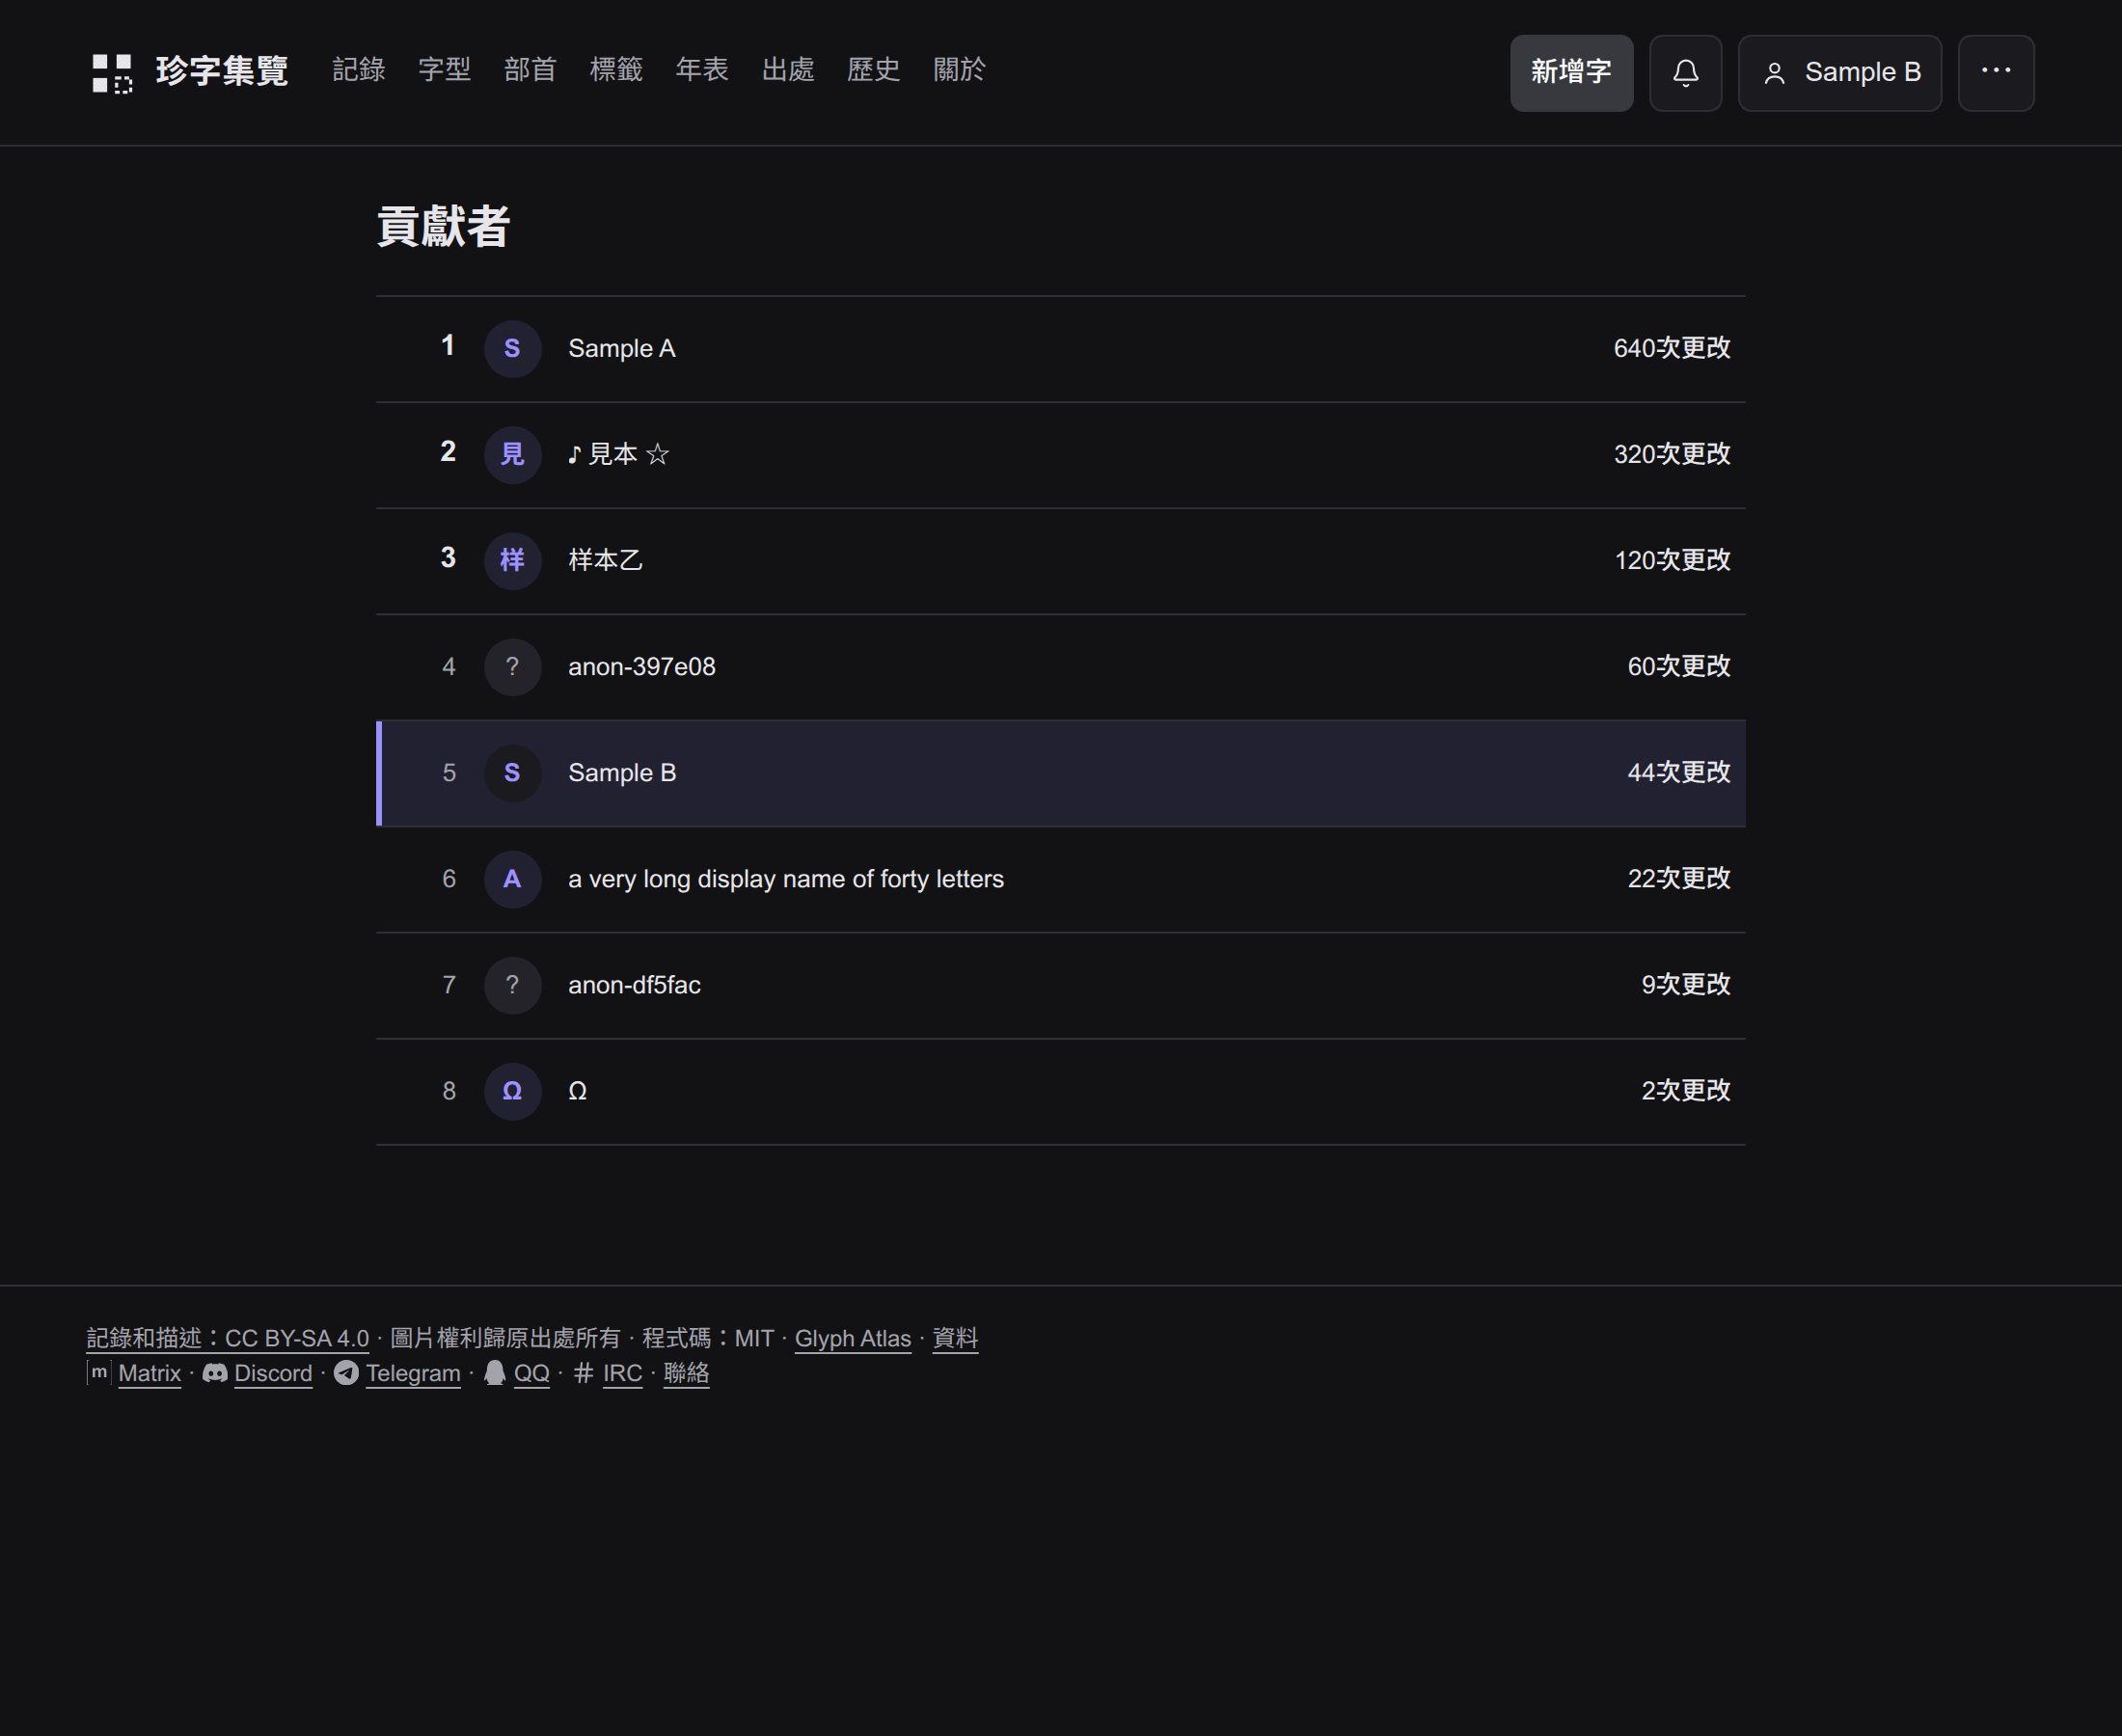 珍字集覽 記錄 字型 部首 標籤 年表 出處 歷史 關於 新增字 Sample B ···
貢獻者
1 S Sample A 640次更改
2 見 ♪ 見本 ☆ 320次更改
3 样 样本乙 120次更改
4 ? anon-397e08 60次更改
5 S Sample B 44次更改
6 A a very long display name of forty letters 22次更改
7 ? anon-df5fac 9次更改
8 Ω Ω 2次更改
記錄和描述：CC BY-SA 4.0 · 圖片權利歸原出處所有 · 程式碼：MIT · Glyph Atlas · 資料
[m] Matrix · Discord · Telegram · QQ · # IRC · 聯絡